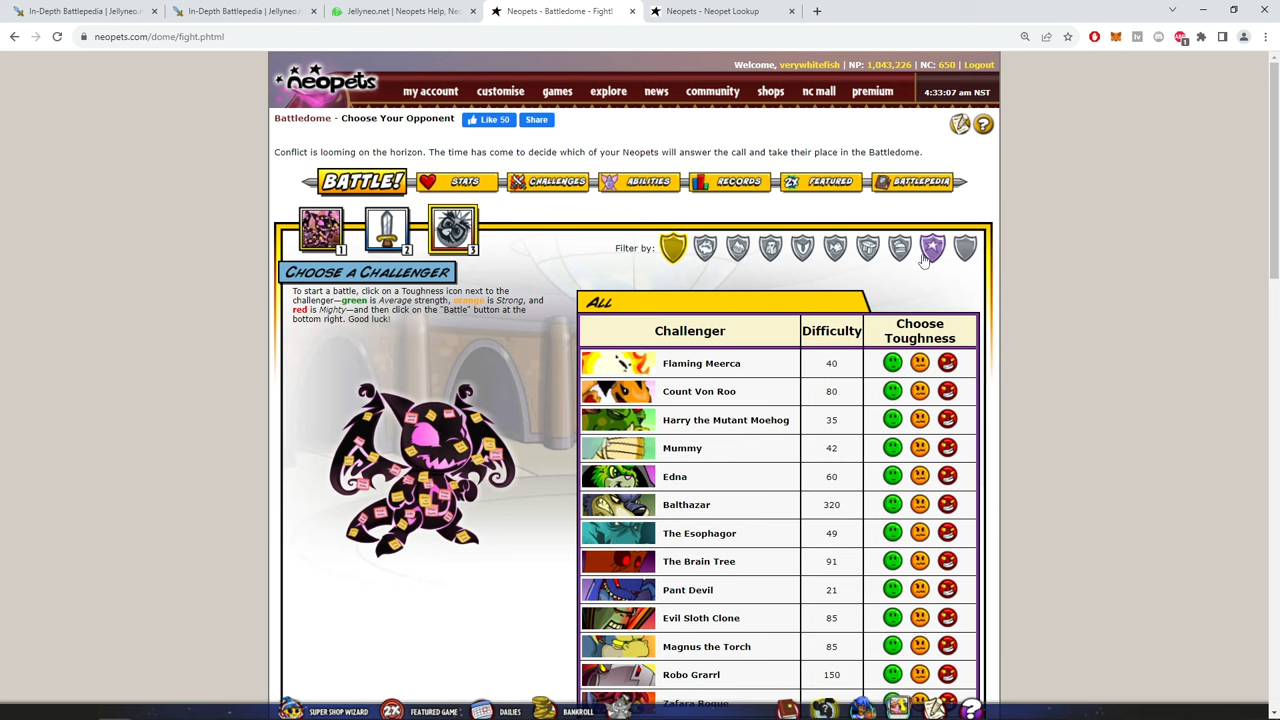 In-Depth Battlepedia | Jellyneo.n
In-Depth Battlepedia | Jellyneo.n
Jellyneo.net | Neopets Help, Nec
Neopets - Battledome - Fight!
Neopets - Neopet Lookup
neopets.com/dome/fight.phtml
Welcome, verywhitefish | NP: 1,043,226 | NC: 650 | Logout
neopets
my account customise games explore news community shops nc mall premium
4:33:07 am NST
Battledome - Choose Your Opponent
Like 50
Share
Conflict is looming on the horizon. The time has come to decide which of your Neopets will answer the call and take their place in the Battledome.
BATTLE! STATS CHALLENGES ABILITIES RECORDS 2X FEATURED BATTLEPEDIA
1 2 3
Filter by:
CHOOSE A CHALLENGER
To start a battle, click on a Toughness icon next to the
challenger—green is Average strength, orange is Strong, and
red is Mighty—and then click on the "Battle" button at the
bottom right. Good luck!
ALL
Challenger Difficulty Choose
Toughness
Flaming Meerca 40
Count Von Roo 80
Harry the Mutant Moehog 35
Mummy 42
Edna 60
Balthazar 320
The Esophagor 49
The Brain Tree 91
Pant Devil 21
Evil Sloth Clone 85
Magnus the Torch 85
Robo Grarrl 150
Zafara Rogue
SUPER SHOP WIZARD 2X FEATURED GAME DAILIES BANKROLL